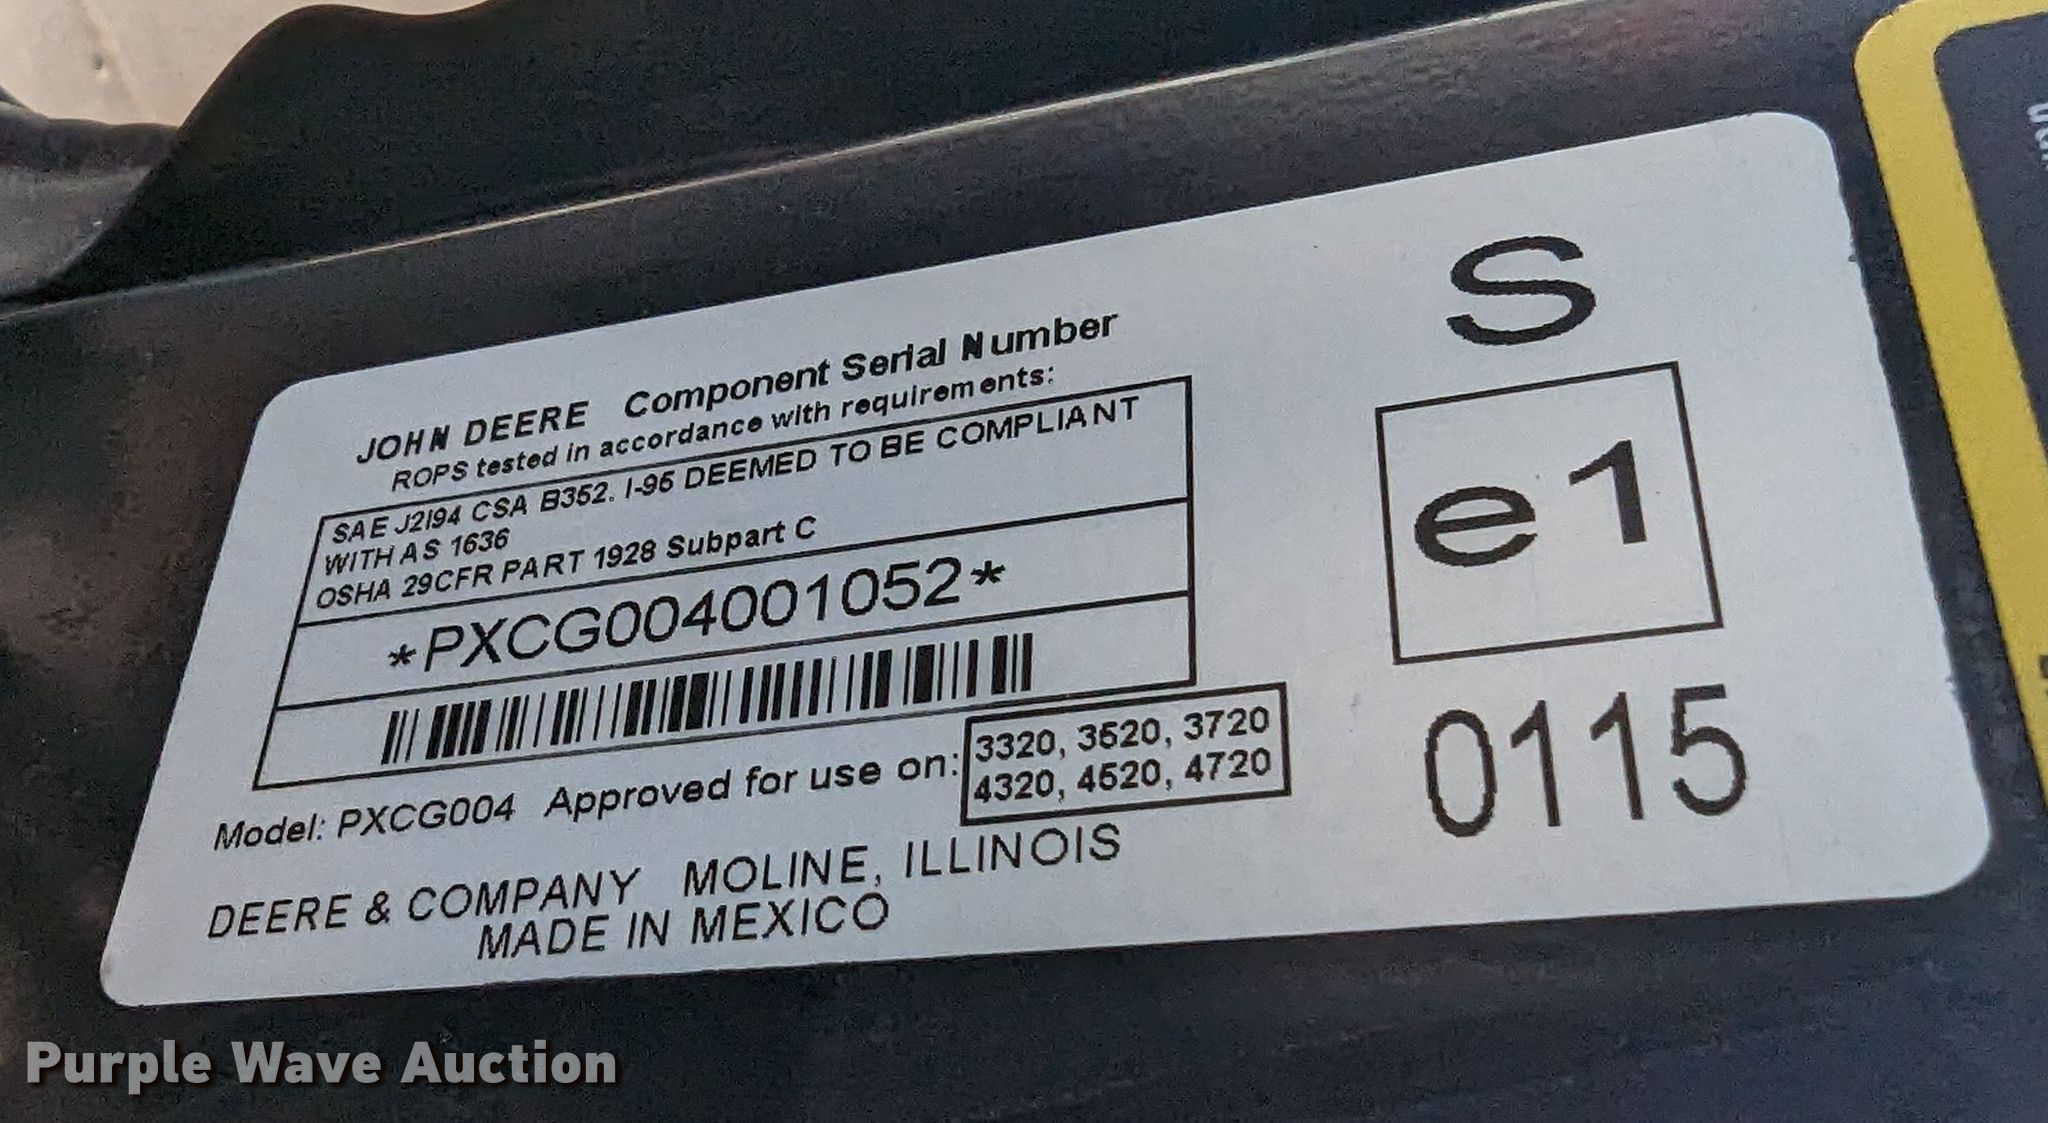 JOHN DEERE Component Serial Number
ROPS tested in accordance with requirements:
SAE J2I94 CSA B352. I-95 DEEMED TO BE COMPLIANT
WITH AS 1636
OSHA 29CFR PART 1928 Subpart C
*PXCG004001052*
Model: PXCG004 Approved for use on:
3320, 3520, 3720
4320, 4520, 4720
DEERE & COMPANY MOLINE, ILLINOIS
MADE IN MEXICO
S
e1
0115
Purple Wave Auction